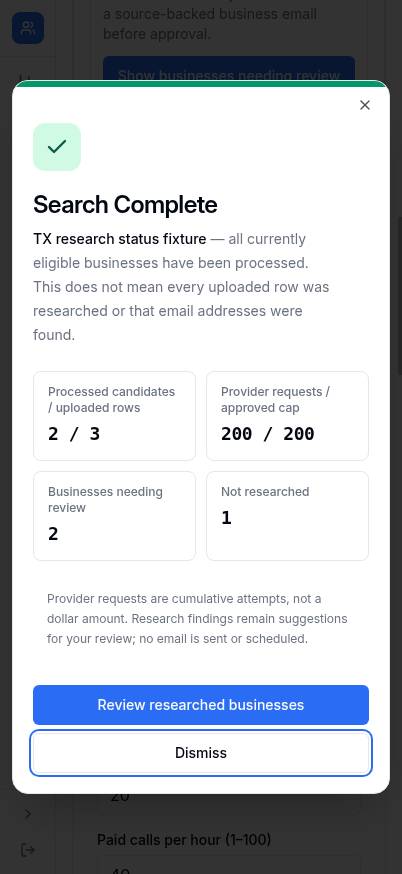 a source-backed business email
before approval.
Show businesses needing review
Search Complete
TX research status fixture — all currently
eligible businesses have been processed.
This does not mean every uploaded row was
researched or that email addresses were
found.
Processed candidates
/ uploaded rows
2 / 3
Provider requests /
approved cap
200 / 200
Businesses needing
review
2
Not researched
1
Provider requests are cumulative attempts, not a
dollar amount. Research findings remain suggestions
for your review; no email is sent or scheduled.
Review researched businesses
Dismiss
20
Paid calls per hour (1–100)
40